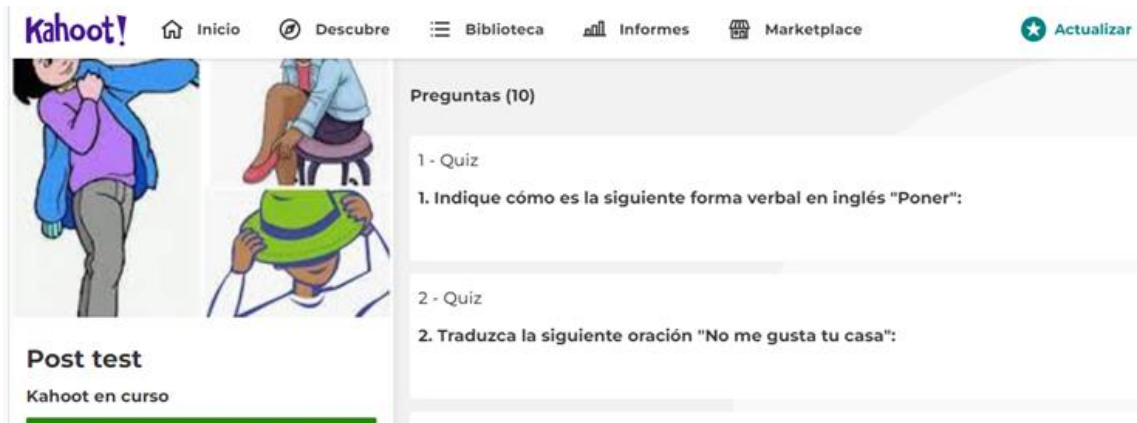 Kahoot!
Inicio
Descubre
Biblioteca
Informes
Marketplace
Actualizar
Preguntas (10)
1 - Quiz
1. Indique cómo es la siguiente forma verbal en inglés "Poner":
2 - Quiz
2. Traduzca la siguiente oración "No me gusta tu casa":
Post test
Kahoot en curso